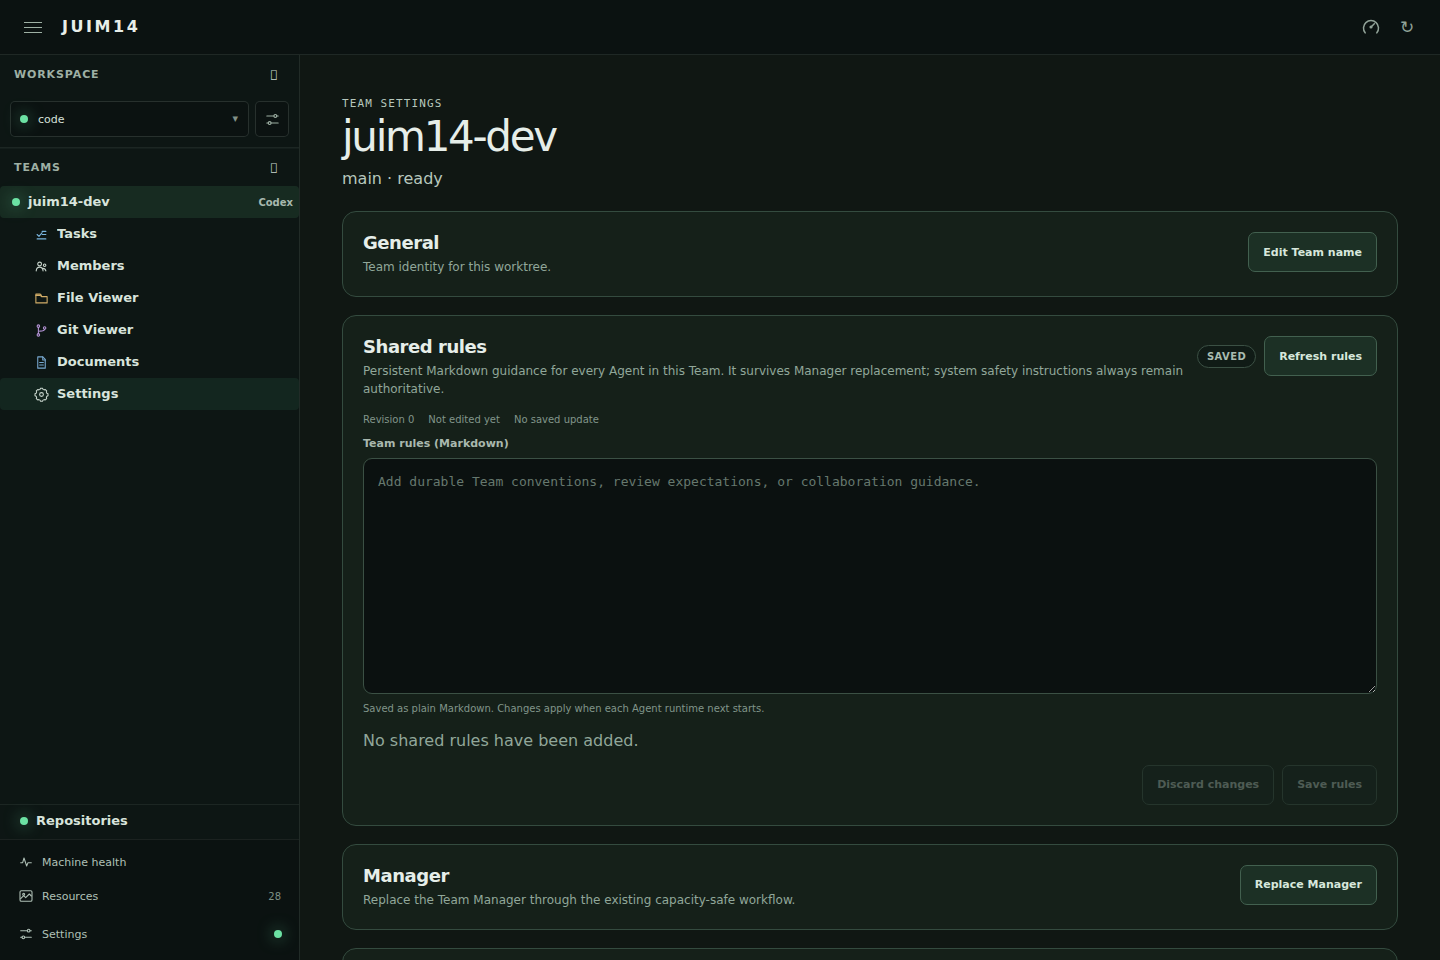 JUIM14
WORKSPACE
code
TEAMS
juim14-dev Codex
Tasks
Members
File Viewer
Git Viewer
Documents
Settings
Repositories
Machine health
Resources 28
Settings
TEAM SETTINGS
juim14-dev
main · ready
General
Team identity for this worktree.
Edit Team name
Shared rules
Persistent Markdown guidance for every Agent in this Team. It survives Manager replacement; system safety instructions always remain
authoritative.
SAVED
Refresh rules
Revision 0 Not edited yet No saved update
Team rules (Markdown)
Add durable Team conventions, review expectations, or collaboration guidance.
Saved as plain Markdown. Changes apply when each Agent runtime next starts.
No shared rules have been added.
Discard changes
Save rules
Manager
Replace the Team Manager through the existing capacity-safe workflow.
Replace Manager